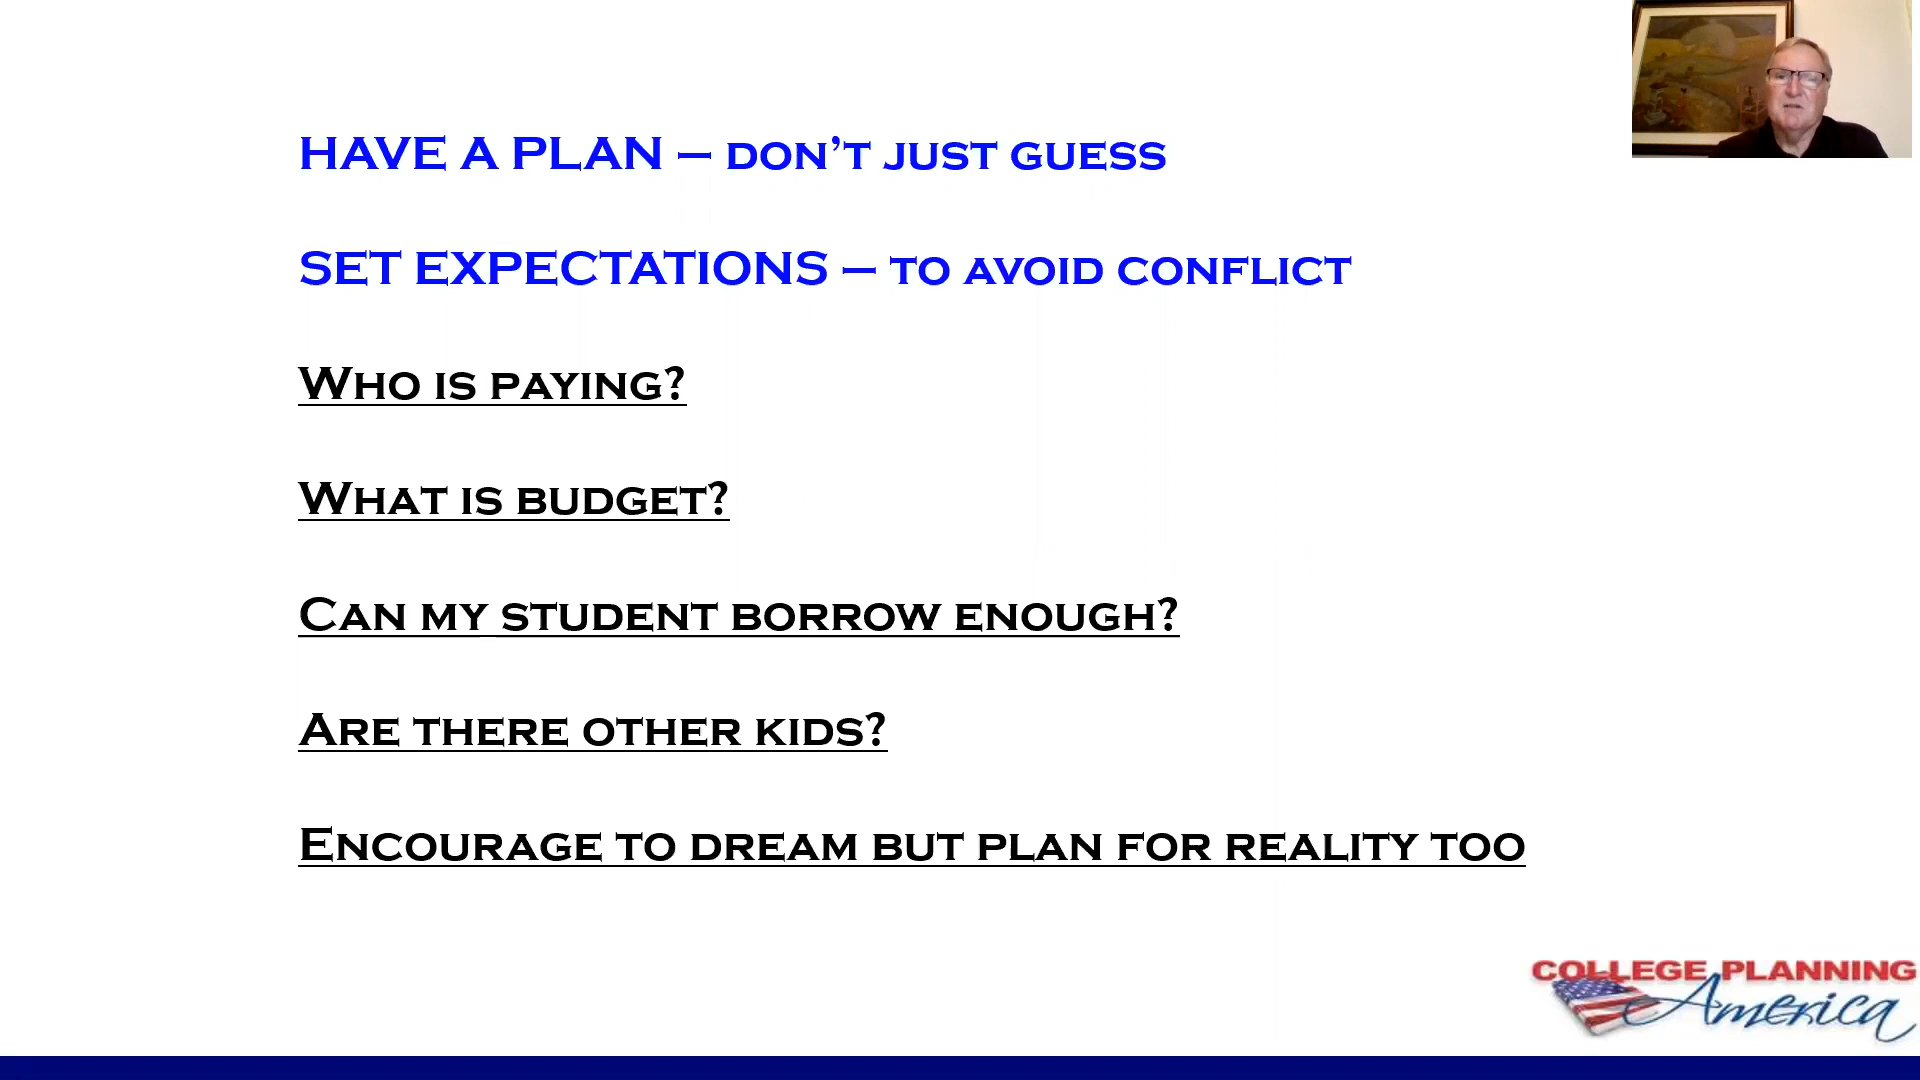 HAVE A PLAN – DON'T JUST GUESS
SET EXPECTATIONS – TO AVOID CONFLICT
WHO IS PAYING?
WHAT IS BUDGET?
CAN MY STUDENT BORROW ENOUGH?
ARE THERE OTHER KIDS?
ENCOURAGE TO DREAM BUT PLAN FOR REALITY TOO
COLLEGE PLANNING
America